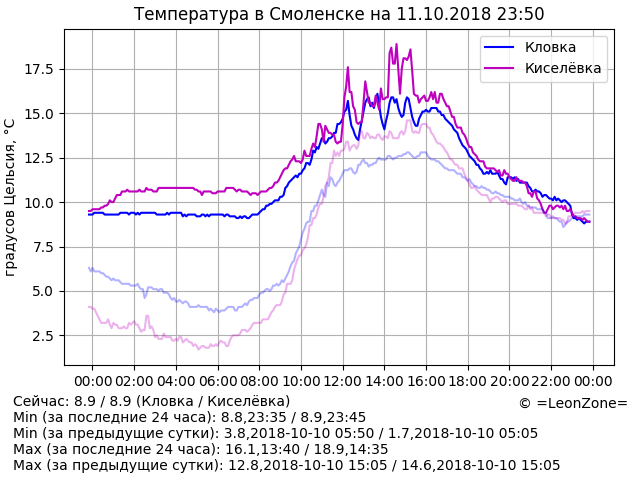 Температура в Смоленске на 11.10.2018 23:50
Кловка
Киселёвка
градусов Цельсия, °C
17.5
15.0
12.5
10.0
7.5
5.0
2.5
00:00 02:00 04:00 06:00 08:00 10:00 12:00 14:00 16:00 18:00 20:00 22:00 00:00
Сейчас: 8.9 / 8.9 (Кловка / Киселёвка)
© =LeonZone=
Min (за последние 24 часа): 8.8,23:35 / 8.9,23:45
Min (за предыдущие сутки): 3.8,2018-10-10 05:50 / 1.7,2018-10-10 05:05
Max (за последние 24 часа): 16.1,13:40 / 18.9,14:35
Max (за предыдущие сутки): 12.8,2018-10-10 15:05 / 14.6,2018-10-10 15:05